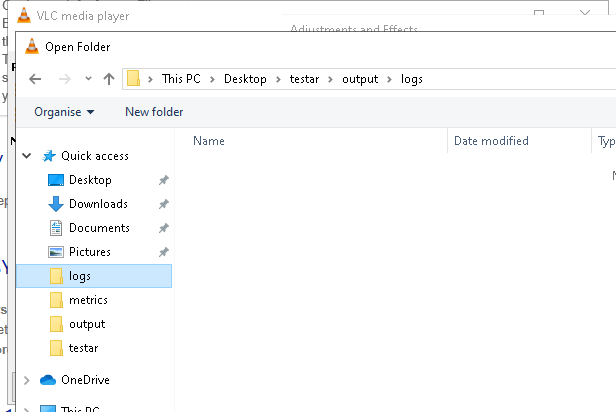 VLC media player
Adjustments and Effects
Open Folder
This PC > Desktop > testar > output > logs
Organise
New folder
Name
Date modified
Quick access
Desktop
Downloads
Documents
Pictures
logs
metrics
output
testar
OneDrive
This PC